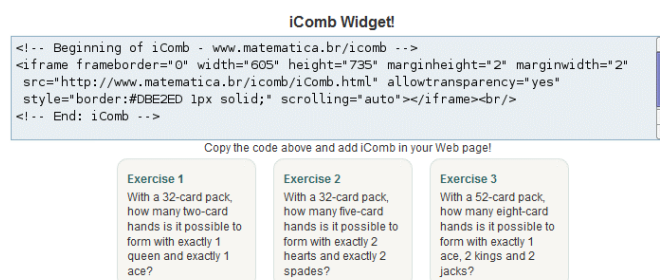 iComb Widget!
<!-- Beginning of iComb - www.matematica.br/icomb -->
<iframe frameborder="0" width="605" height="735" marginheight="2" marginwidth="2"
src="http://www.matematica.br/icomb/iComb.html" allowtransparency="yes"
style="border:#DBE2ED 1px solid;" scrolling="auto"></iframe><br/>
<!-- End: iComb -->
Copy the code above and add iComb in your Web page!
Exercise 1
With a 32-card pack,
how many two-card
hands is it possible to
form with exactly 1
queen and exactly 1
ace?
Exercise 2
With a 32-card pack,
how many five-card
hands is it possible to
form with exactly 2
hearts and exactly 2
spades?
Exercise 3
With a 52-card pack,
how many eight-card
hands is it possible to
form with exactly 1
ace, 2 kings and 2
jacks?